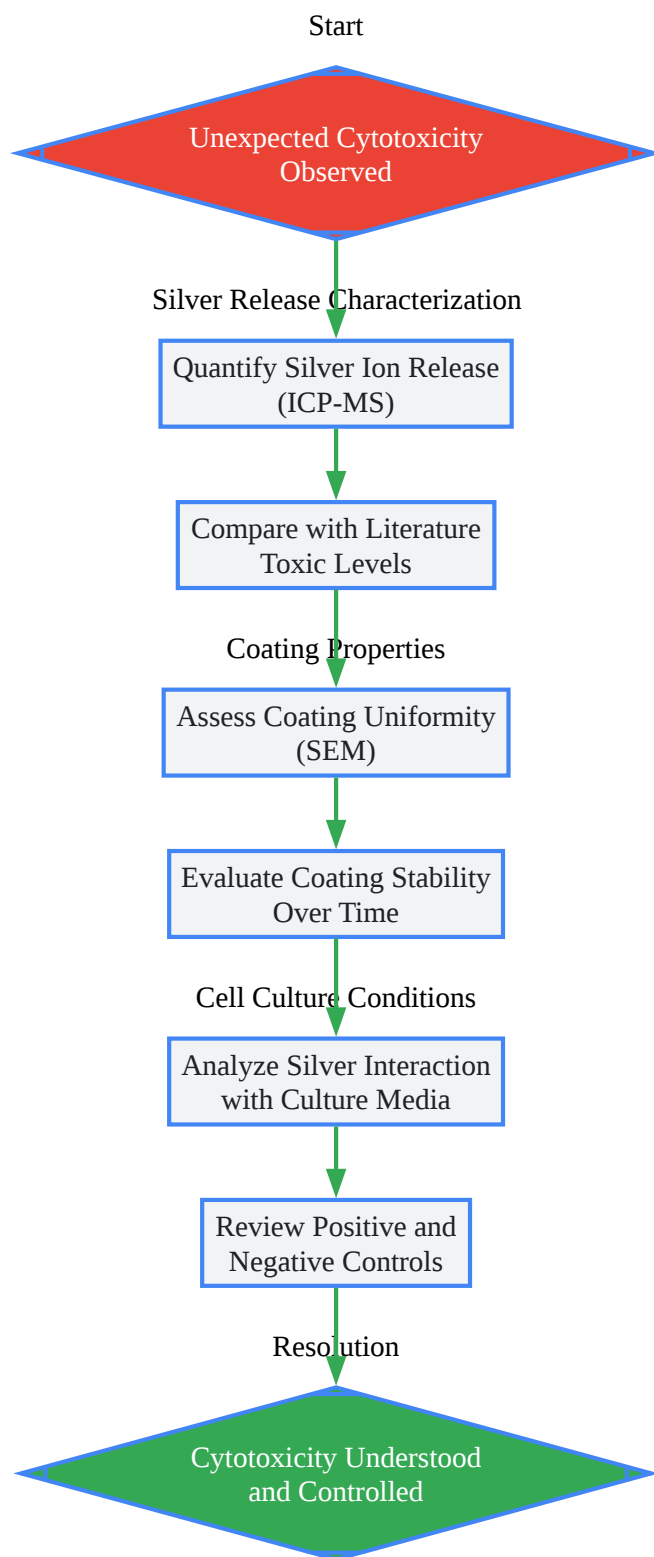 Start
Unexpected Cytotoxicity
Observed
Silver Release Characterization
Quantify Silver Ion Release
(ICP-MS)
Compare with Literature
Toxic Levels
Coating Properties
Assess Coating Uniformity
(SEM)
Evaluate Coating Stability
Over Time
Cell Culture Conditions
Analyze Silver Interaction
with Culture Media
Review Positive and
Negative Controls
Resolution
Cytotoxicity Understood
and Controlled